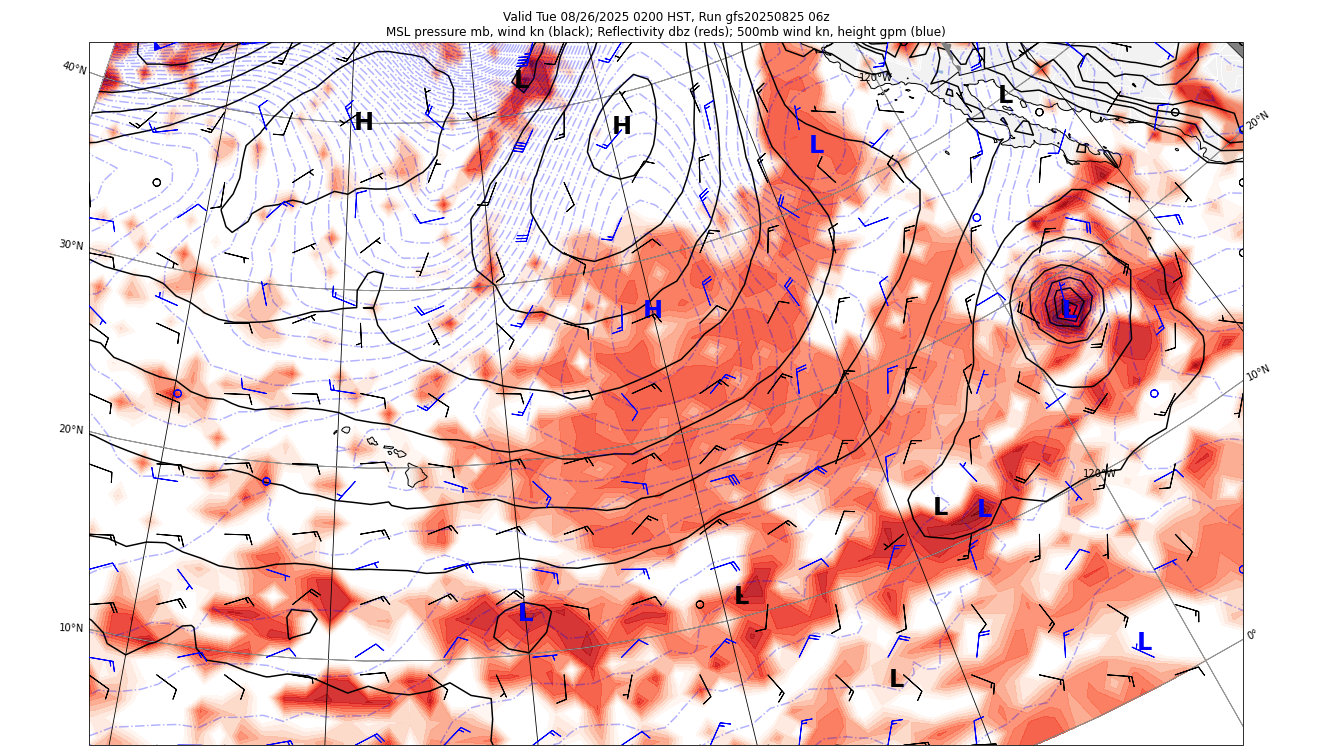 Valid Tue 08/26/2025 0200 HST, Run gfs20250825 06z
MSL pressure mb, wind kn (black); Reflectivity dbz (reds); 500mb wind kn, height gpm (blue)
L
40°N
120°W
L
L
20°N
H
H
L
30°N
H
L
10°N
20°N
120°W
L
L
L
L
10°N
0°
L
L